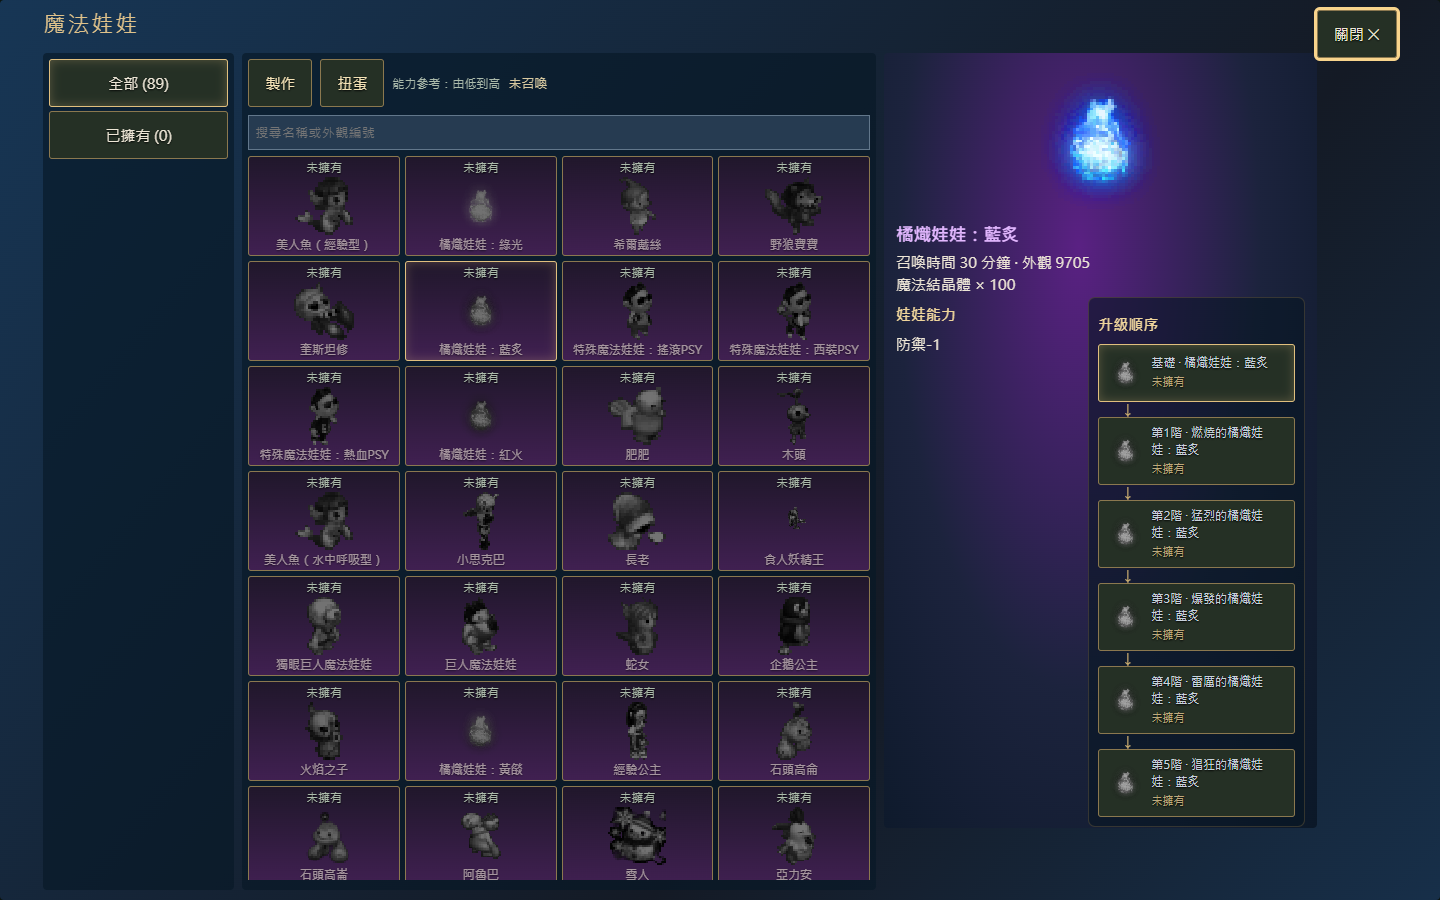 魔法娃娃
關閉 ✕
全部 (89)
已擁有 (0)
製作
扭蛋
能力參考：由低到高
未召喚
搜尋名稱或外觀編號
未擁有
美人魚（經驗型）
未擁有
橘熾娃娃：綠光
未擁有
希爾黛絲
未擁有
野狼寶寶
未擁有
奎斯坦修
未擁有
橘熾娃娃：藍炙
未擁有
特殊魔法娃娃：搖滾PSY
未擁有
特殊魔法娃娃：西裝PSY
未擁有
特殊魔法娃娃：熱血PSY
未擁有
橘熾娃娃：紅火
未擁有
肥肥
未擁有
木頭
未擁有
美人魚（水中呼吸型）
未擁有
小思克巴
未擁有
長老
未擁有
食人妖精王
未擁有
獨眼巨人魔法娃娃
未擁有
巨人魔法娃娃
未擁有
蛇女
未擁有
企鵝公主
未擁有
火焰之子
未擁有
橘熾娃娃：黃燄
未擁有
經驗公主
未擁有
石頭高侖
未擁有
石頭高崙
未擁有
阿魯巴
未擁有
雪人
未擁有
亞力安
橘熾娃娃：藍炙
召喚時間 30 分鐘 · 外觀 9705
魔法結晶體 × 100
娃娃能力
防禦-1
升級順序
基礎 · 橘熾娃娃：藍炙
未擁有
↓
第1階 · 燃燒的橘熾娃
娃：藍炙
未擁有
↓
第2階 · 猛烈的橘熾娃
娃：藍炙
未擁有
↓
第3階 · 爆發的橘熾娃
娃：藍炙
未擁有
↓
第4階 · 雷厲的橘熾娃
娃：藍炙
未擁有
↓
第5階 · 猖狂的橘熾娃
娃：藍炙
未擁有